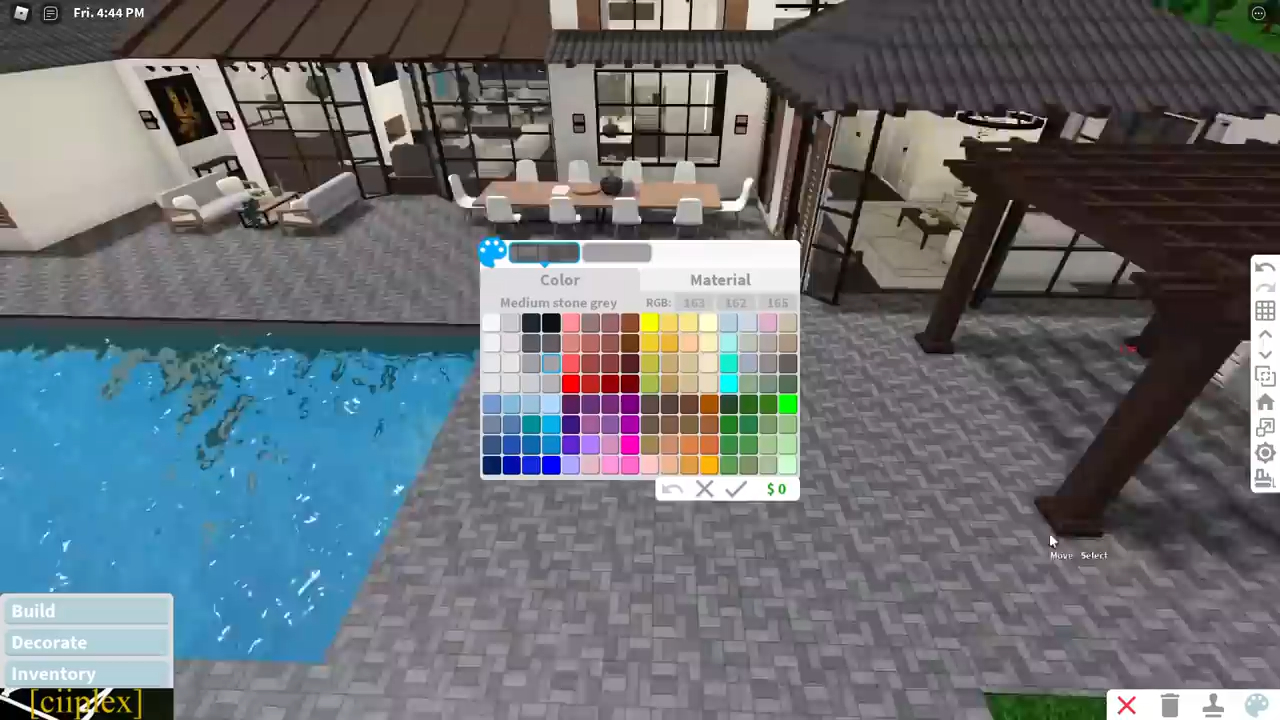 Fri. 4:44 PM
Color
Material
Medium stone grey
RGB: 163 162 165
$ 0
Move Select
Build
Decorate
Inventory
[ciiplex]